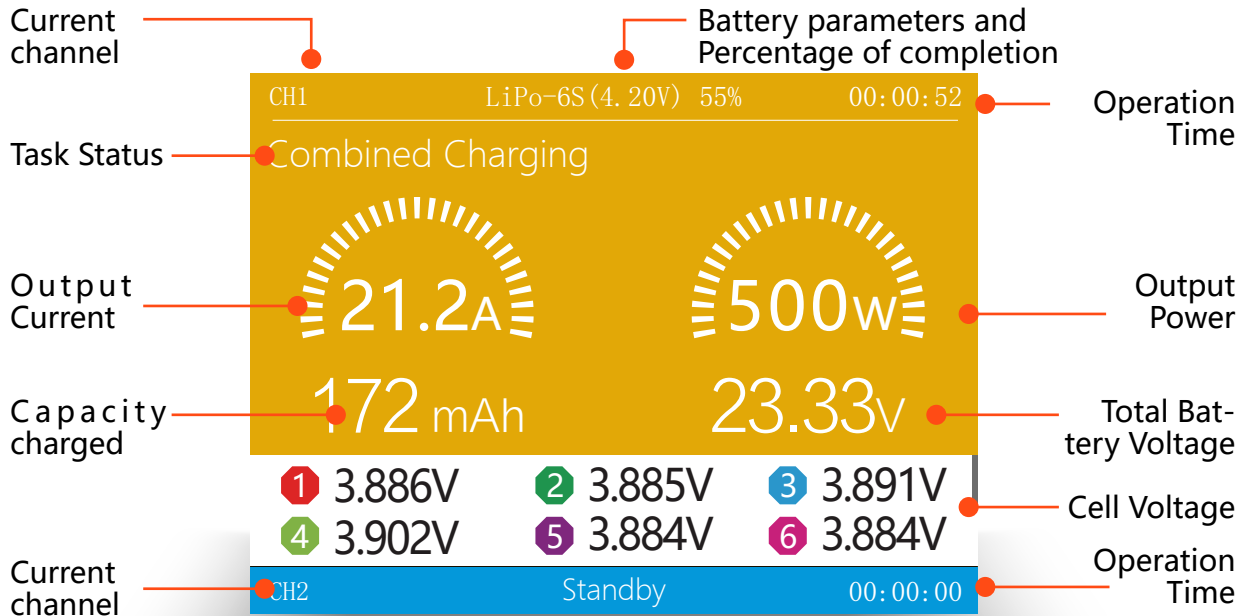 Current
channel
Battery parameters and
Percentage of completion
CH1 LiPo-6S(4.20V) 55% 00:00:52
Operation
Time
Task Status
Combined Charging
Output
Current
21.2A
500W
Output
Power
Capacity
charged
172 mAh
23.33V
Total Bat-
tery Voltage
1 3.886V 2 3.885V 3 3.891V
Cell Voltage
4 3.902V 5 3.884V 6 3.884V
Current
channel
CH2 Standby 00:00:00
Operation
Time